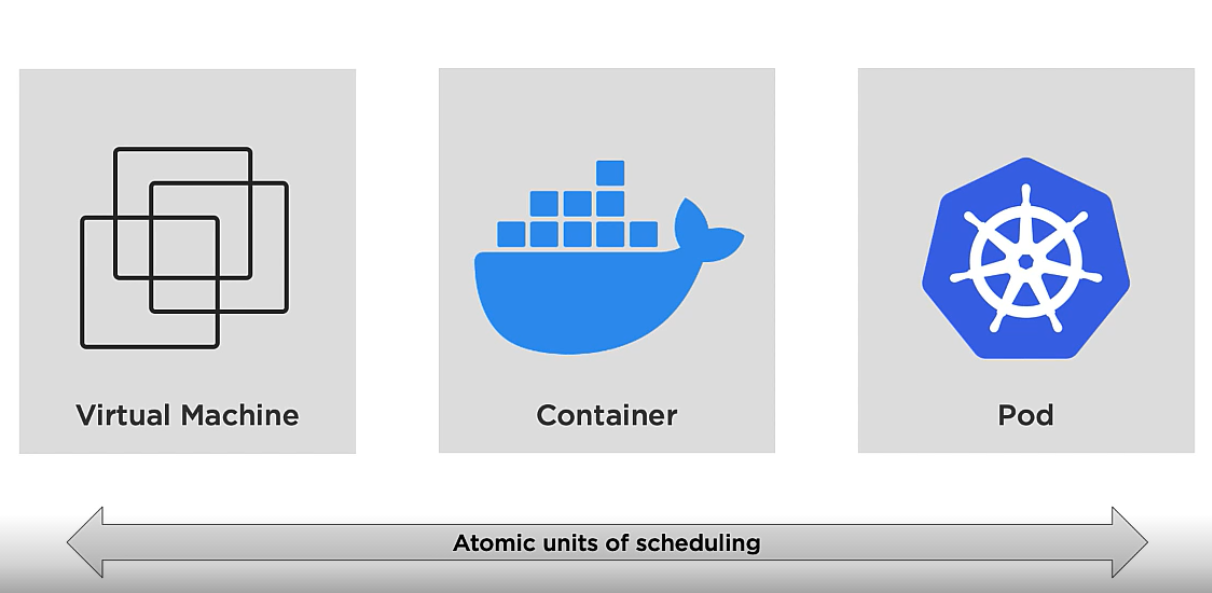 Virtual Machine
Container
Pod
Atomic units of scheduling